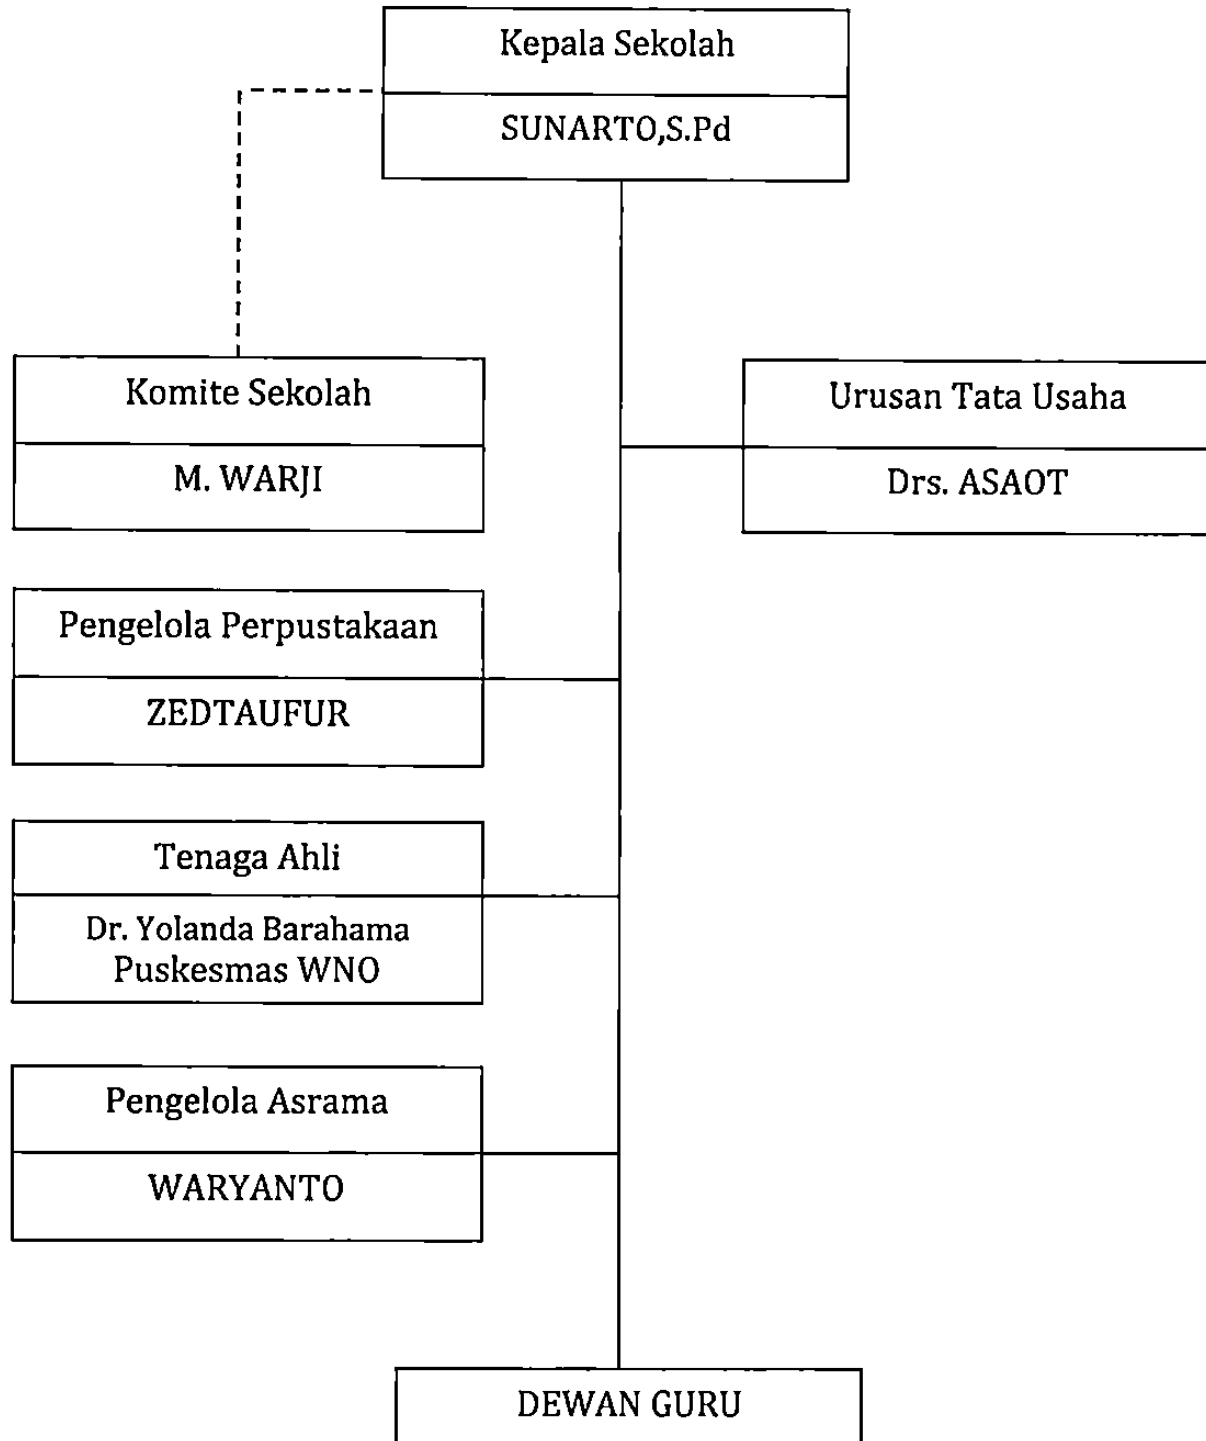 Kepala Sekolah
SUNARTO,S.Pd
Komite Sekolah
M. WARJI
Urusan Tata Usaha
Drs. ASAOT
Pengelola Perpustakaan
ZEDTAUFUR
Tenaga Ahli
Dr. Yolanda Barahama
Puskesmas WNO
Pengelola Asrama
WARYANTO
DEWAN GURU